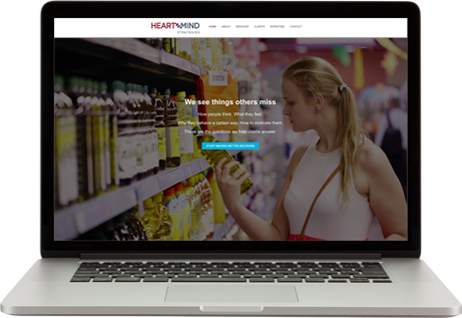 HEART&MIND
STRATEGIES
HOME ABOUT SERVICES CLIENTS EXPERTISE CONTACT
We see things others miss
How people think. What they feel.
Why they behave a certain way. How to motivate them.
These are the questions we help clients answer.
START MAKING BETTER DECISIONS